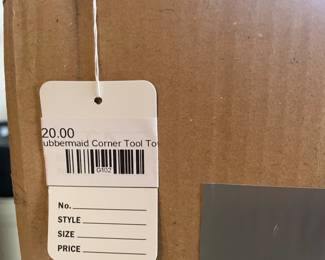 20.00
ubbermaid Corner Tool To
G102
No.
STYLE
SIZE
PRICE